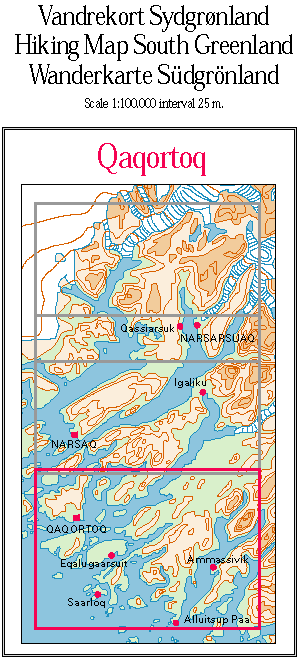 Vandrekort Sydgrønland
Hiking Map South Greenland
Wanderkarte Südgrönland
Scale 1:100.000 interval 25 m.
Qaqortoq
Qassiarsuk
NARSARSUAQ
Igaliku
NARSAQ
QAQORTOQ
Eqalugaarsuit
Ammassivik
Saarloq
Alluitsup Paa